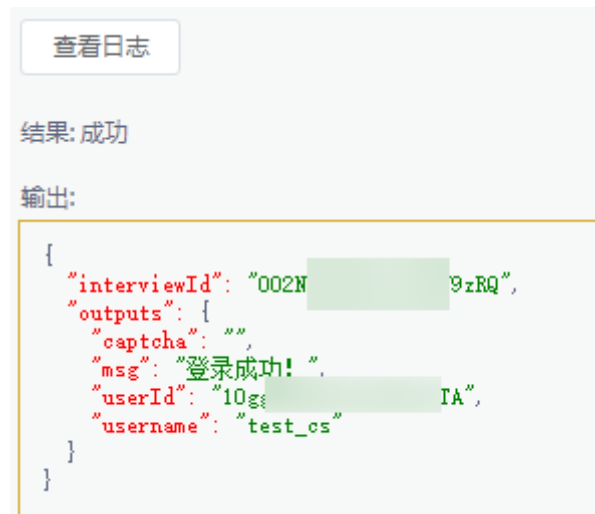 查看日志
结果: 成功
输出:
{
"interviewId": "002N 9zRQ",
"outputs": {
"captcha": "",
"msg": "登录成功! ",
"userId": "10gg TA",
"username": "test_cs"
}
}